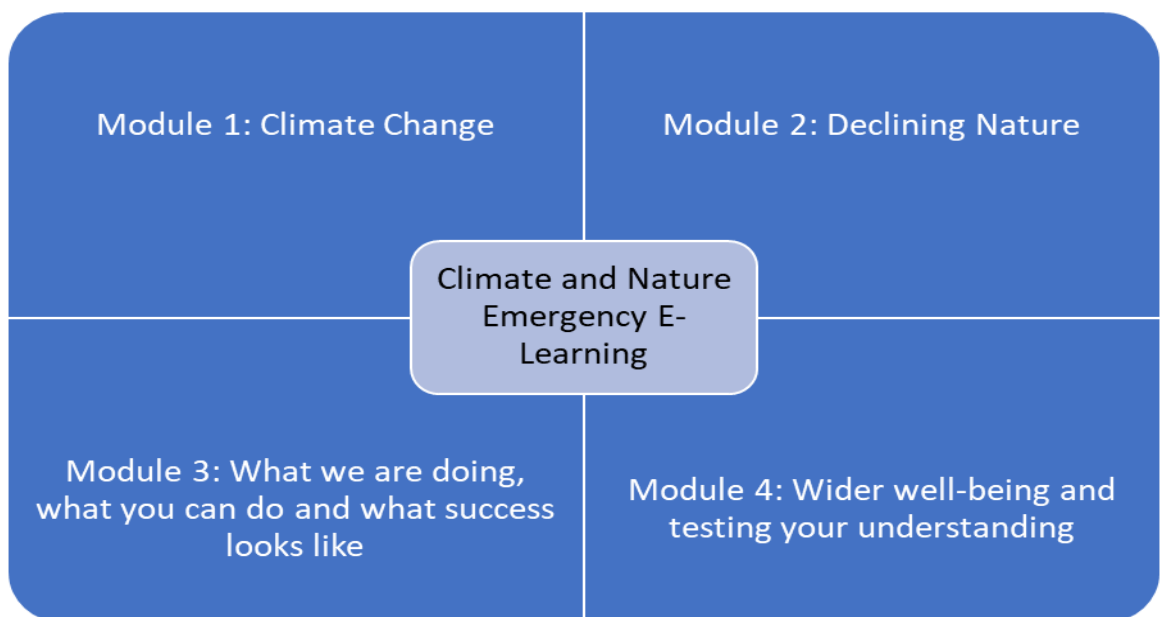 Module 1: Climate Change
Module 2: Declining Nature
Climate and Nature
Emergency E-
Learning
Module 3: What we are doing,
what you can do and what success
looks like
Module 4: Wider well-being and
testing your understanding